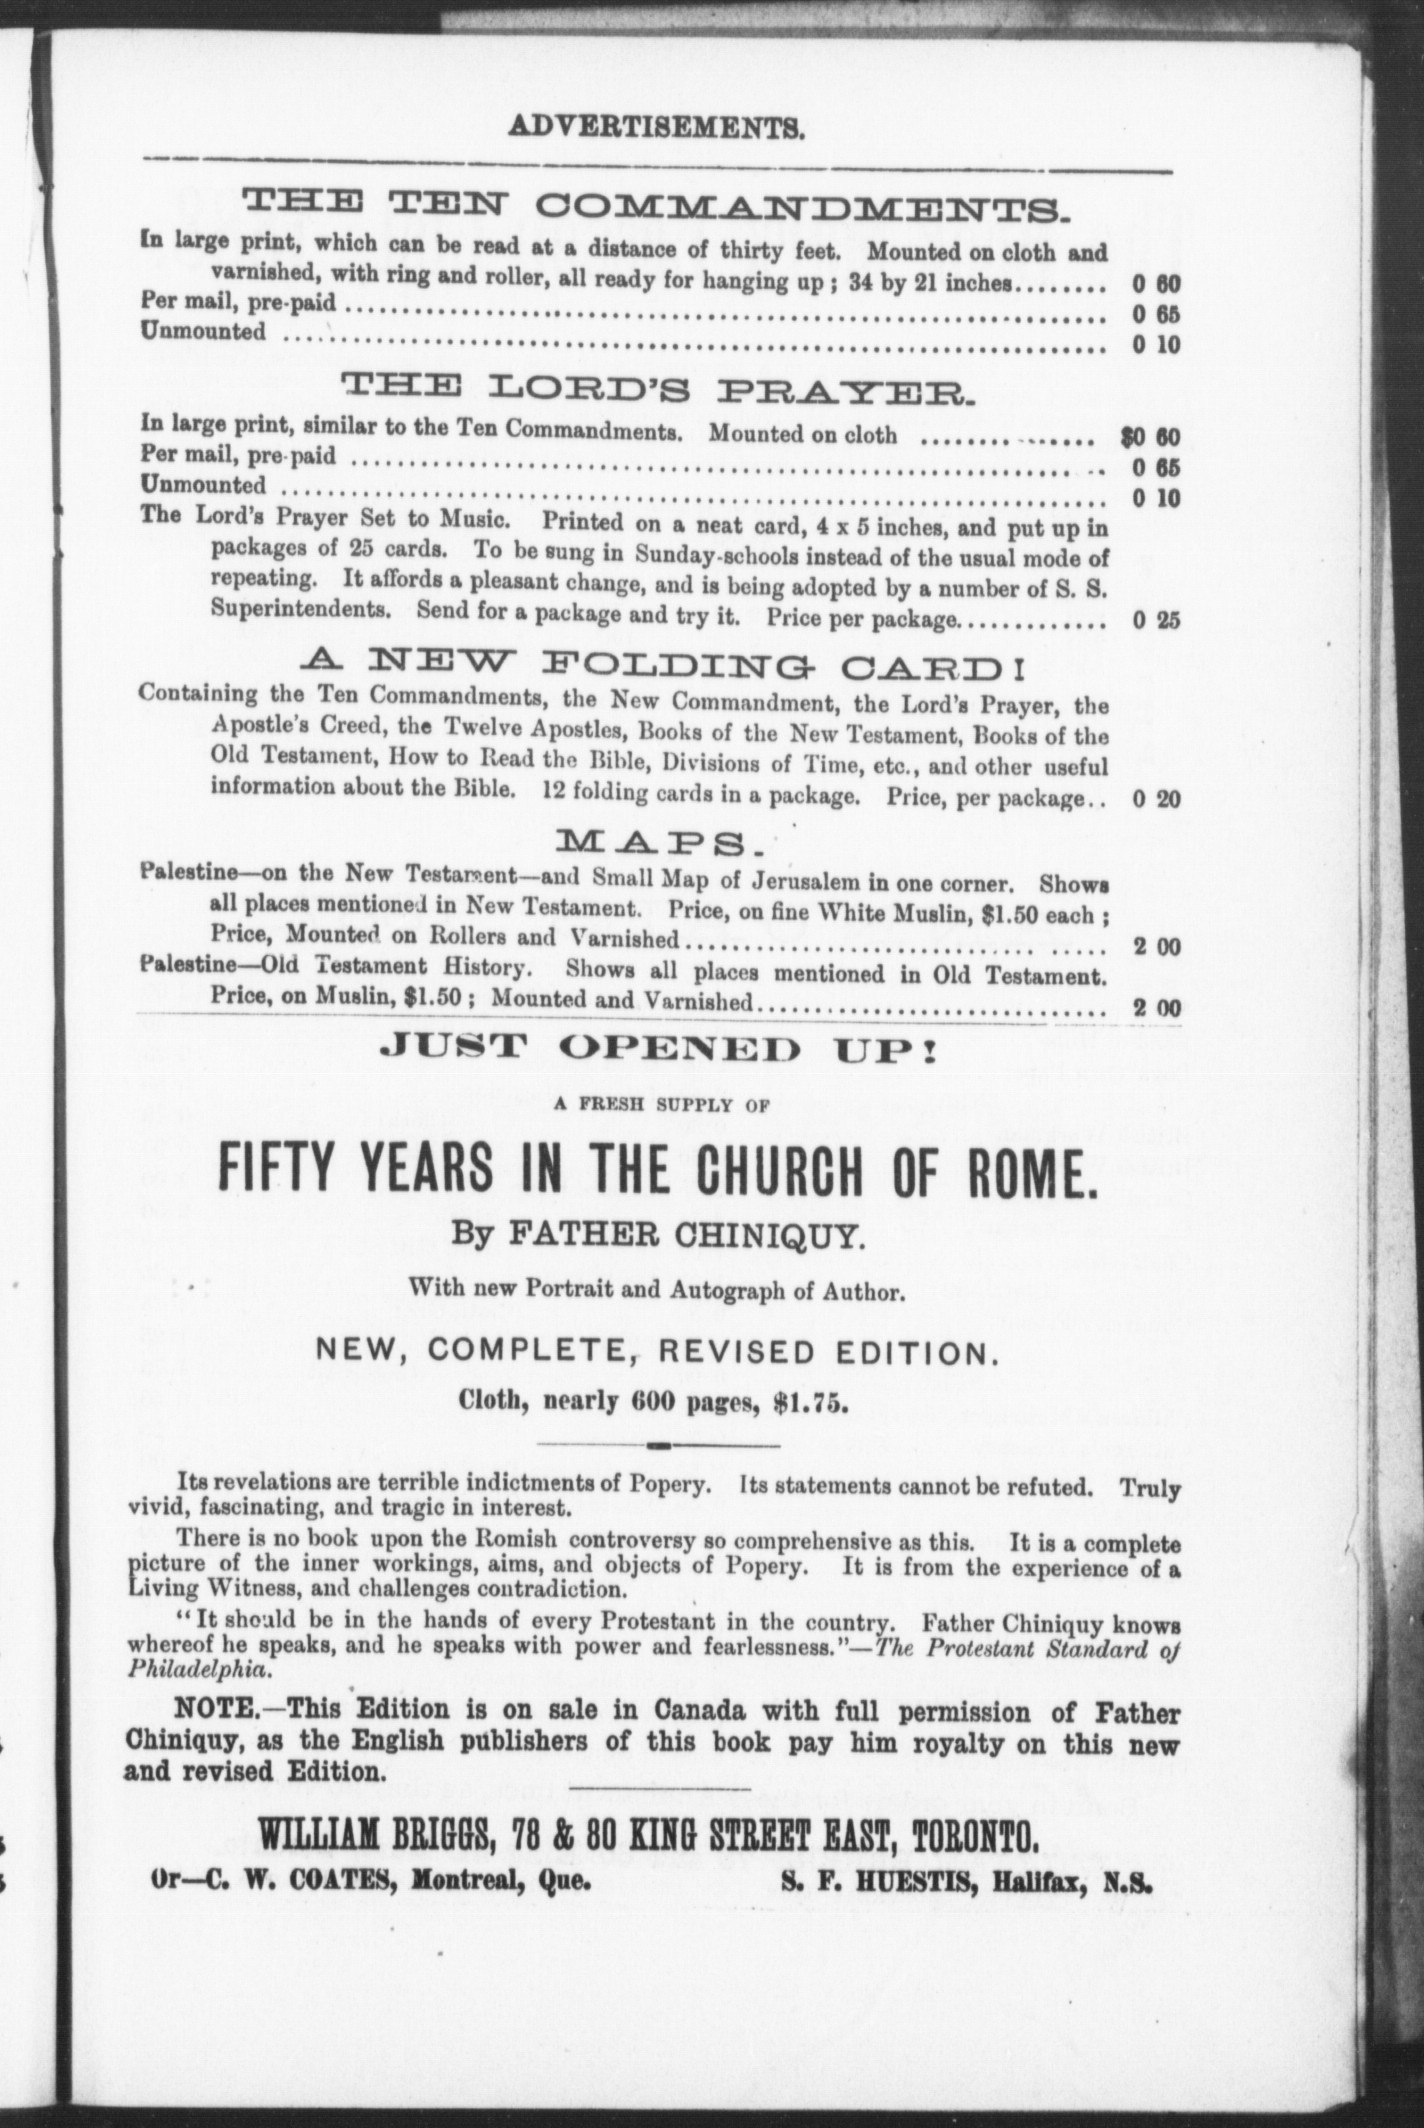 ADVERTISEMENTS.
THE TEN COMMANDMENTS.
In large print, which can be read at a distance of thirty feet. Mounted on cloth and
varnished, with ring and roller, all ready for hanging up ; 34 by 21 inches........ 0 60
Per mail, pre-paid ........ 0 65
Unmounted ........ 0 10
THE LORD'S PRAYER.
In large print, similar to the Ten Commandments. Mounted on cloth ........ $0 60
Per mail, pre-paid ........ 0 65
Unmounted ........ 0 10
The Lord's Prayer Set to Music. Printed on a neat card, 4 x 5 inches, and put up in
packages of 25 cards. To be sung in Sunday-schools instead of the usual mode of
repeating. It affords a pleasant change, and is being adopted by a number of S. S.
Superintendents. Send for a package and try it. Price per package............. 0 25
A NEW FOLDING CARD!
Containing the Ten Commandments, the New Commandment, the Lord's Prayer, the
Apostle's Creed, the Twelve Apostles, Books of the New Testament, Books of the
Old Testament, How to Read the Bible, Divisions of Time, etc., and other useful
information about the Bible. 12 folding cards in a package. Price, per package.. 0 20
MAPS.
Palestine—on the New Testament—and Small Map of Jerusalem in one corner. Shows
all places mentioned in New Testament. Price, on fine White Muslin, $1.50 each ;
Price, Mounted on Rollers and Varnished........ 2 00
Palestine—Old Testament History. Shows all places mentioned in Old Testament.
Price, on Muslin, $1.50 ; Mounted and Varnished........ 2 00
JUST OPENED UP!
A FRESH SUPPLY OF
FIFTY YEARS IN THE CHURCH OF ROME.
By FATHER CHINIQUY.
With new Portrait and Autograph of Author.
NEW, COMPLETE, REVISED EDITION.
Cloth, nearly 600 pages, $1.75.
Its revelations are terrible indictments of Popery. Its statements cannot be refuted. Truly
vivid, fascinating, and tragic in interest.
There is no book upon the Romish controversy so comprehensive as this. It is a complete
picture of the inner workings, aims, and objects of Popery. It is from the experience of a
Living Witness, and challenges contradiction.
"It should be in the hands of every Protestant in the country. Father Chiniquy knows
whereof he speaks, and he speaks with power and fearlessness."—The Protestant Standard of
Philadelphia.
NOTE.—This Edition is on sale in Canada with full permission of Father
Chiniquy, as the English publishers of this book pay him royalty on this new
and revised Edition.
WILLIAM BRIGGS, 78 & 80 KING STREET EAST, TORONTO.
Or—C. W. COATES, Montreal, Que. S. F. HUESTIS, Halifax, N.S.